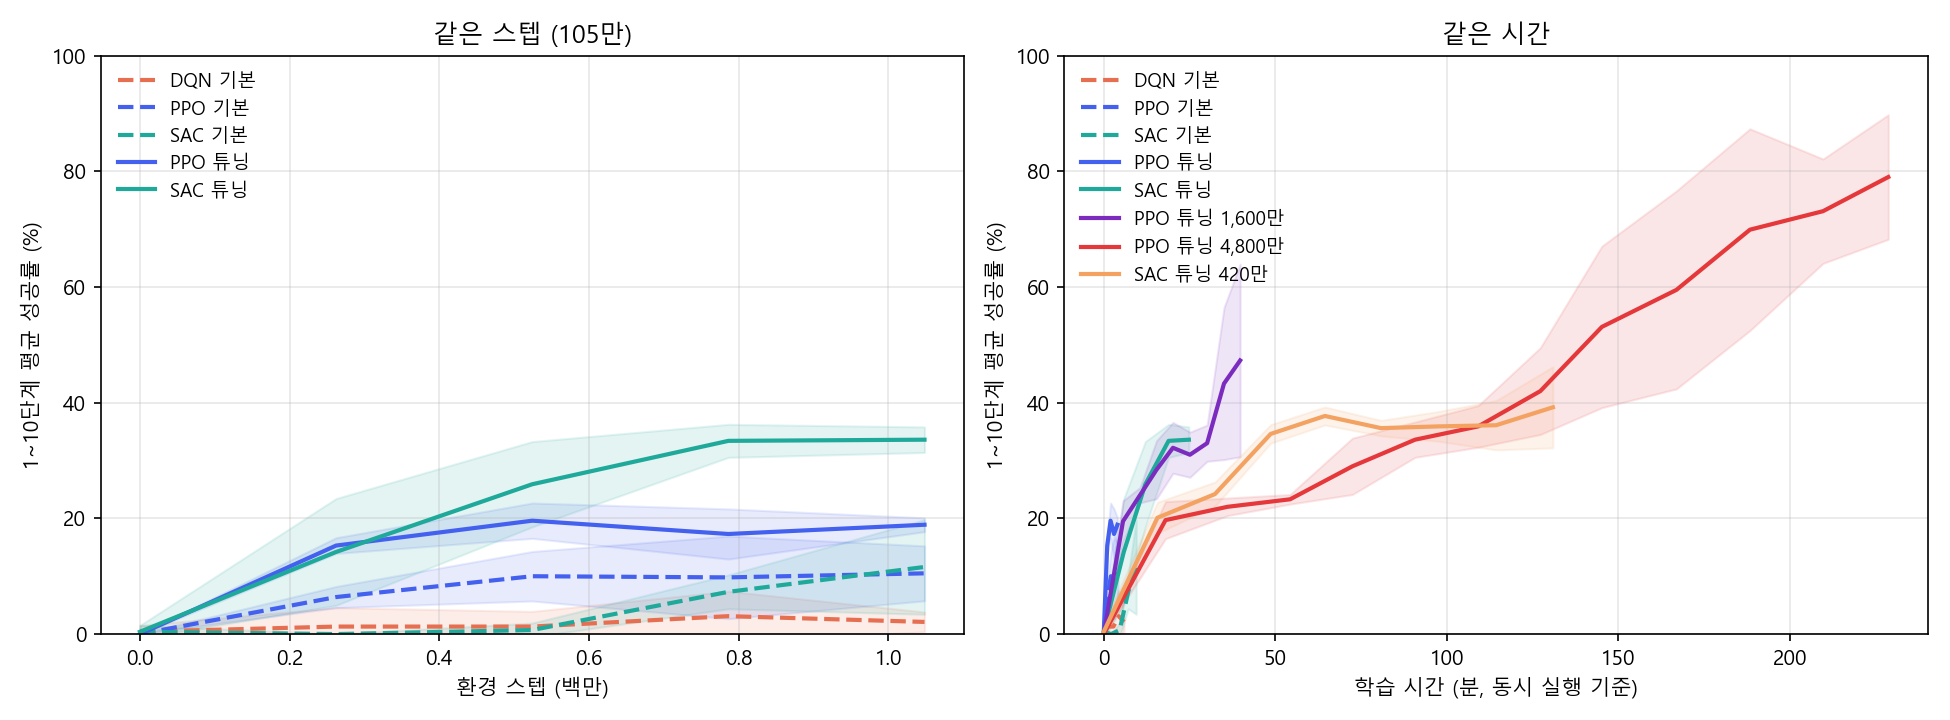 같은 스텝 (105만)
100
80
60
40
20
0
1~10단계 평균 성공률 (%)
DQN 기본
PPO 기본
SAC 기본
PPO 튜닝
SAC 튜닝
0.0
0.2
0.4
0.6
0.8
1.0
환경 스텝 (백만)
같은 시간
100
80
60
40
20
0
1~10단계 평균 성공률 (%)
DQN 기본
PPO 기본
SAC 기본
PPO 튜닝
SAC 튜닝
PPO 튜닝 1,600만
PPO 튜닝 4,800만
SAC 튜닝 420만
0
50
100
150
200
학습 시간 (분, 동시 실행 기준)